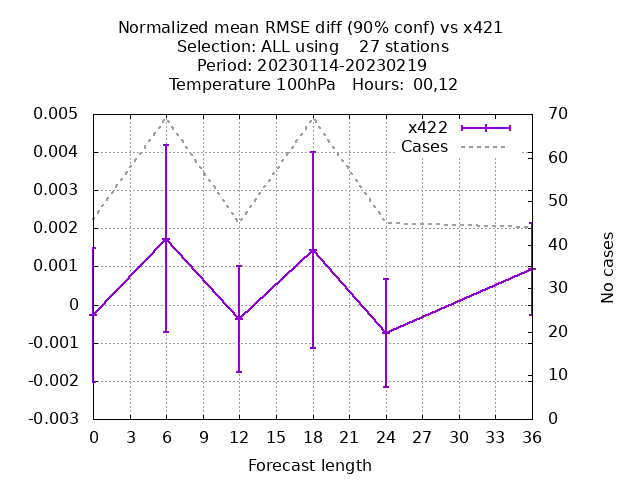 Normalized mean RMSE diff (90% conf) vs x421
Selection: ALL using    27 stations
Period: 20230114-20230219
Temperature 100hPa   Hours:  00,12
0.005
0.004
0.003
0.002
0.001
0
-0.001
-0.002
-0.003
70
60
50
40
30
20
10
0
x422
Cases
No cases
0 3 6 9 12 15 18 21 24 27 30 33 36
Forecast length